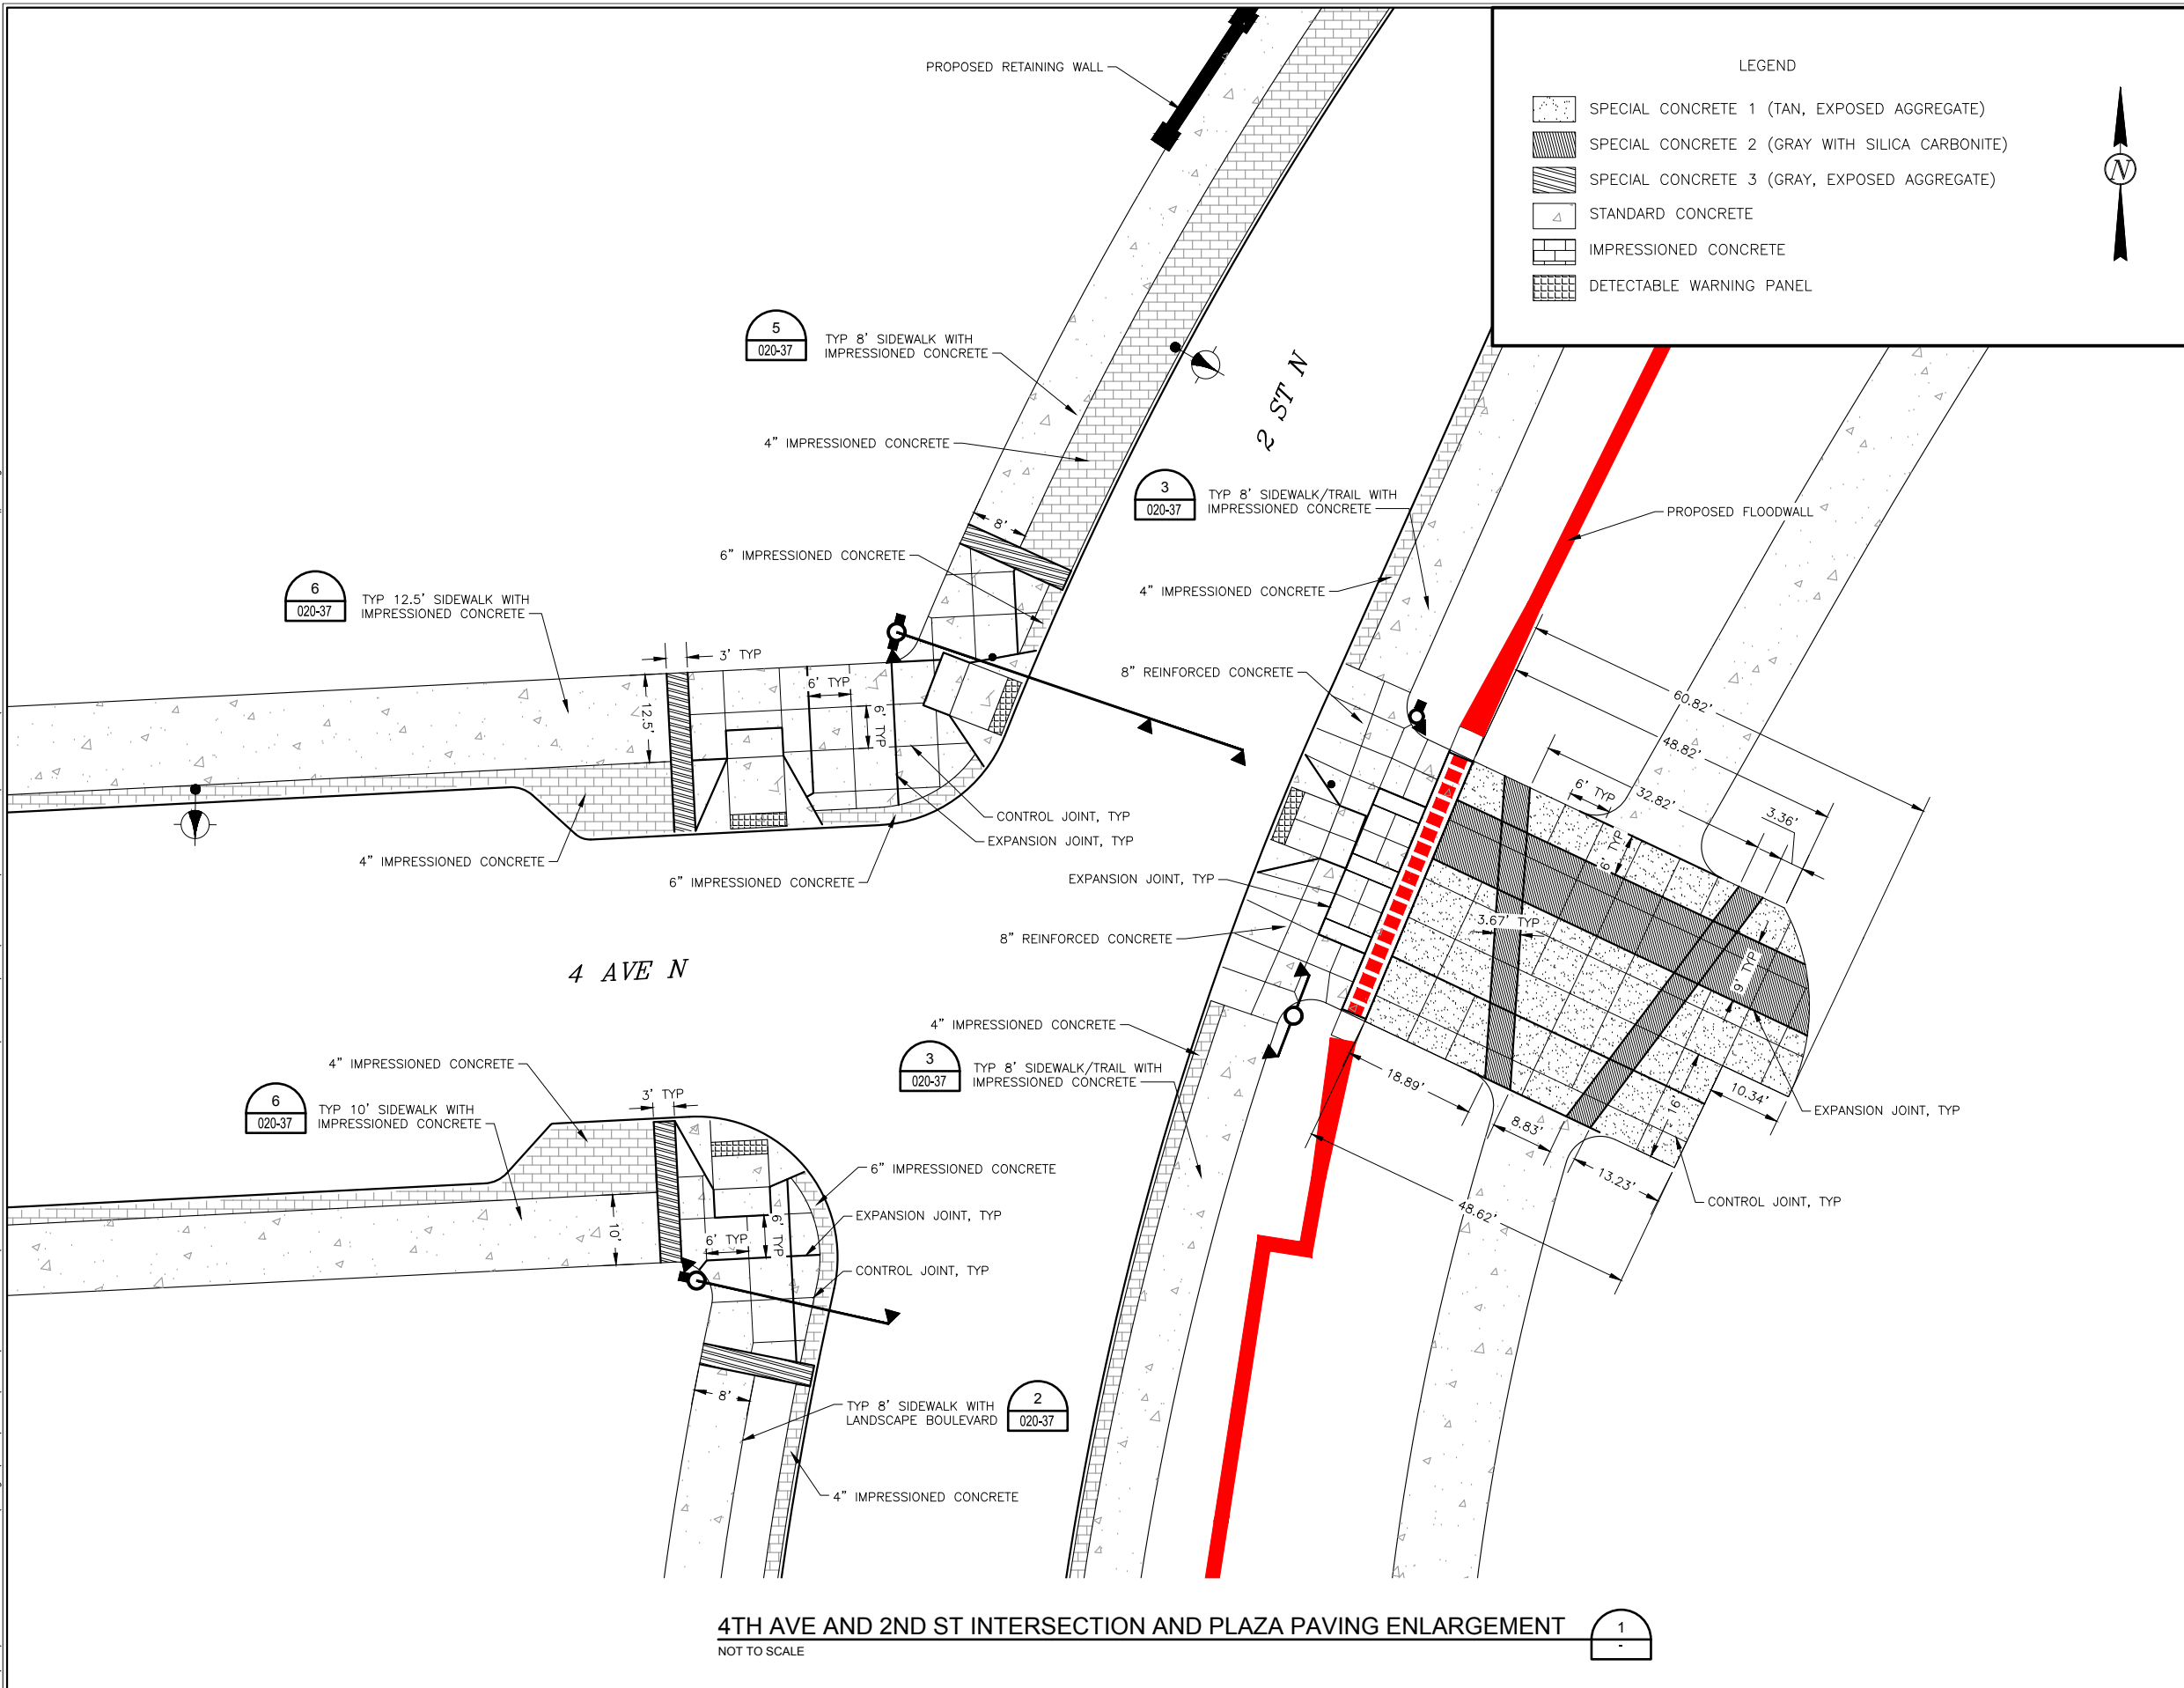 LEGEND
SPECIAL CONCRETE 1 (TAN, EXPOSED AGGREGATE)
SPECIAL CONCRETE 2 (GRAY WITH SILICA CARBONITE)
SPECIAL CONCRETE 3 (GRAY, EXPOSED AGGREGATE)
STANDARD CONCRETE
IMPRESSIONED CONCRETE
DETECTABLE WARNING PANEL
N
PROPOSED RETAINING WALL
5
020-37
TYP 8' SIDEWALK WITH
IMPRESSIONED CONCRETE
4" IMPRESSIONED CONCRETE
2 ST N
3
020-37
TYP 8' SIDEWALK/TRAIL WITH
IMPRESSIONED CONCRETE
PROPOSED FLOODWALL
8'
6" IMPRESSIONED CONCRETE
4" IMPRESSIONED CONCRETE
6
020-37
TYP 12.5' SIDEWALK WITH
IMPRESSIONED CONCRETE
3' TYP
12.5'
6' TYP
6' TYP
8" REINFORCED CONCRETE
60.82'
48.82'
32.82'
6' TYP
3.36'
6' TYP
CONTROL JOINT, TYP
EXPANSION JOINT, TYP
4" IMPRESSIONED CONCRETE
6" IMPRESSIONED CONCRETE
EXPANSION JOINT, TYP
3.67' TYP
8" REINFORCED CONCRETE
9' TYP
4 AVE N
4" IMPRESSIONED CONCRETE
3
020-37
TYP 8' SIDEWALK/TRAIL WITH
IMPRESSIONED CONCRETE
18.89'
8.83'
16'
10.34'
EXPANSION JOINT, TYP
13.23'
48.62'
CONTROL JOINT, TYP
4" IMPRESSIONED CONCRETE
6
020-37
TYP 10' SIDEWALK WITH
IMPRESSIONED CONCRETE
3' TYP
10'
6' TYP
6' TYP
6" IMPRESSIONED CONCRETE
EXPANSION JOINT, TYP
CONTROL JOINT, TYP
8'
TYP 8' SIDEWALK WITH
LANDSCAPE BOULEVARD
2
020-37
4" IMPRESSIONED CONCRETE
4TH AVE AND 2ND ST INTERSECTION AND PLAZA PAVING ENLARGEMENT
NOT TO SCALE
1
-